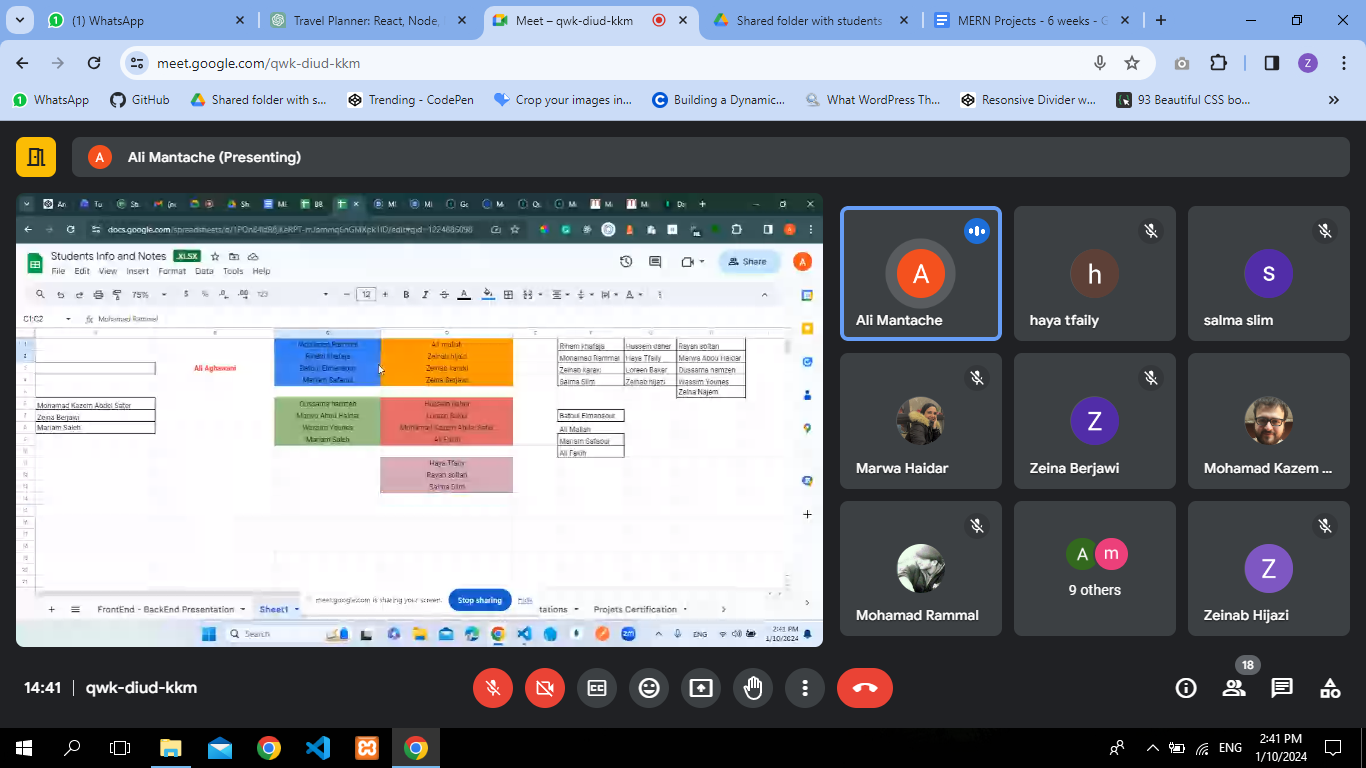 (1) WhatsApp
Travel Planner: React, Node,
Meet – qwk-diud-kkm
Shared folder with students
MERN Projects - 6 weeks - G
meet.google.com/qwk-diud-kkm
WhatsApp
GitHub
Shared folder with s...
Trending - CodePen
Crop your images in...
Building a Dynamic...
What WordPress Th...
Resonsive Divider w...
93 Beautiful CSS bo...
A
Ali Mantache (Presenting)
Students Info and Notes
.XLSX
Share
A
File Edit View Insert Format Data Tools Help
75%
12
C1:C2
Mohamad Rammal
Ali Aghawani
Mohamad Kazem Abdel Sater
Zeina Berjawi
Mariam Saleh
Mohamad Rammal
Rihem khafaja
Batoul Elmansour
Mariam Safaoui
Ali mallah
Zeinab hijazi
Zeinab karaki
Zeina Berjawi
Oussama hamzeh
Marwa Abou Haidar
Wassim Younes
Mariam Saleh
Hussein daher
Loreen Bakar
Mohamad Kazem Abdel Sater
Ali Fakih
Haya Tfaily
Rayan soltan
Salma Slim
Rihem khafaja Hussein daher Rayan soltan
Mohamad Rammal Haya Tfaily Marwa Abou Haidar
Zeinab karaki Loreen Bakar Oussama hamzeh
Salma Slim Zeinab hijazi Wassim Younes
Zeina Najem
Batoul Elmansour
Ali Mallah
Mariam Safaoui
Ali Fakih
FrontEnd - BackEnd Presentation
Sheet1
meet.google.com is sharing your screen.
Stop sharing
Hide
tations
Projets Certification
Search
ENG
2:41 PM
1/10/2024
A
Ali Mantache
h
haya tfaily
s
salma slim
Marwa Haidar
Z
Zeina Berjawi
Mohamad Kazem ...
Mohamad Rammal
A
m
9 others
Z
Zeinab Hijazi
14:41
qwk-diud-kkm
18
ENG
2:41 PM
1/10/2024